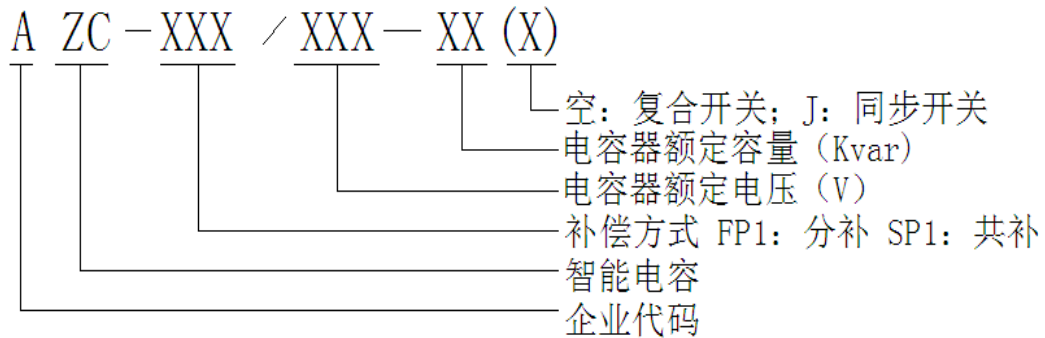 A ZC-XXX/XXX-XX(X)
空：复合开关；J：同步开关
电容器额定容量（Kvar）
电容器额定电压（V）
补偿方式 FP1：分补 SP1：共补
智能电容
企业代码